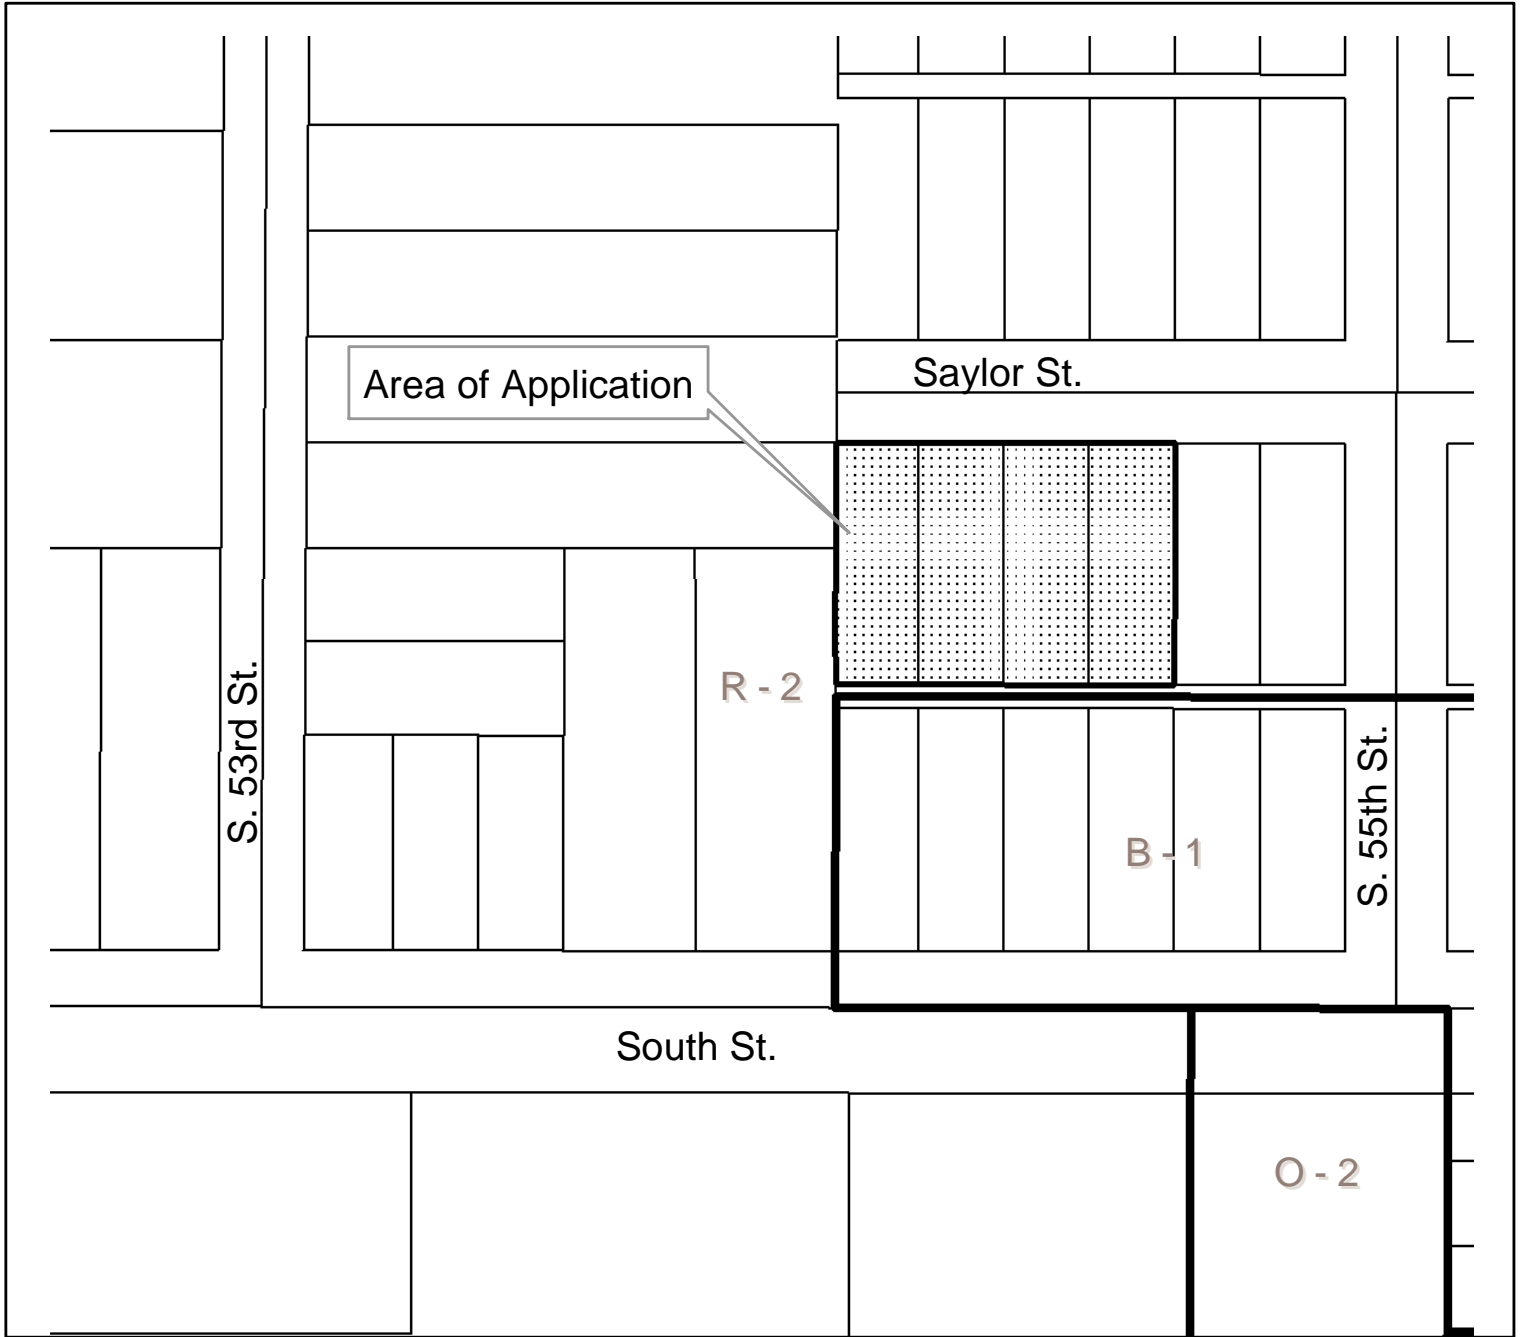 Saylor St.
Area of Application
R - 2
S. 53rd St.
S. 55th St.
B - 1
South St.
O - 2